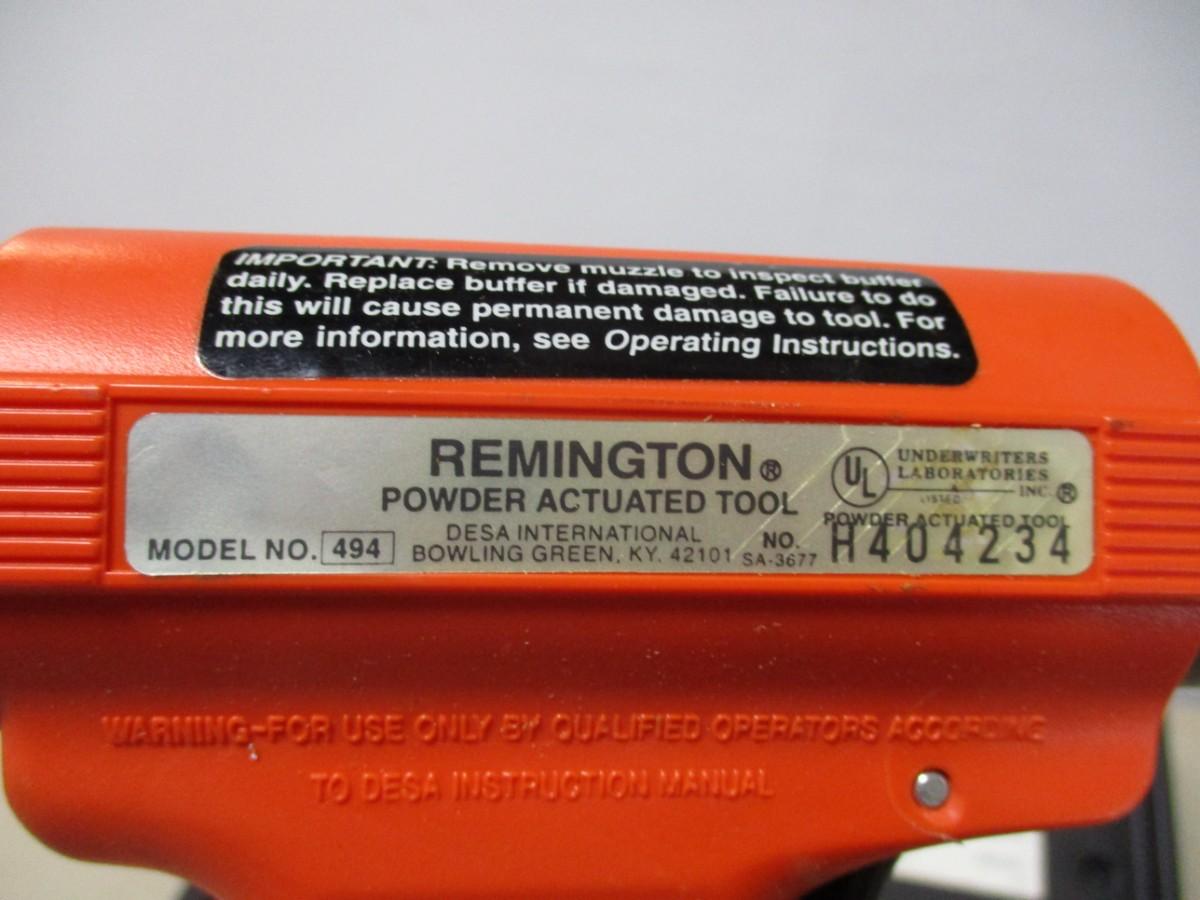 IMPORTANT: Remove muzzle to inspect buffer
daily. Replace buffer if damaged. Failure to do
this will cause permanent damage to tool. For
more information, see Operating Instructions.
REMINGTON®
POWDER ACTUATED TOOL
DESA INTERNATIONAL
BOWLING GREEN, KY. 42101
MODEL NO. 494
UL UNDERWRITERS
LABORATORIES
INC.®
LISTED
POWDER ACTUATED TOOL
NO. H404234
SA-3677
WARNING-FOR USE ONLY BY QUALIFIED OPERATORS ACCORDING
TO DESA INSTRUCTION MANUAL